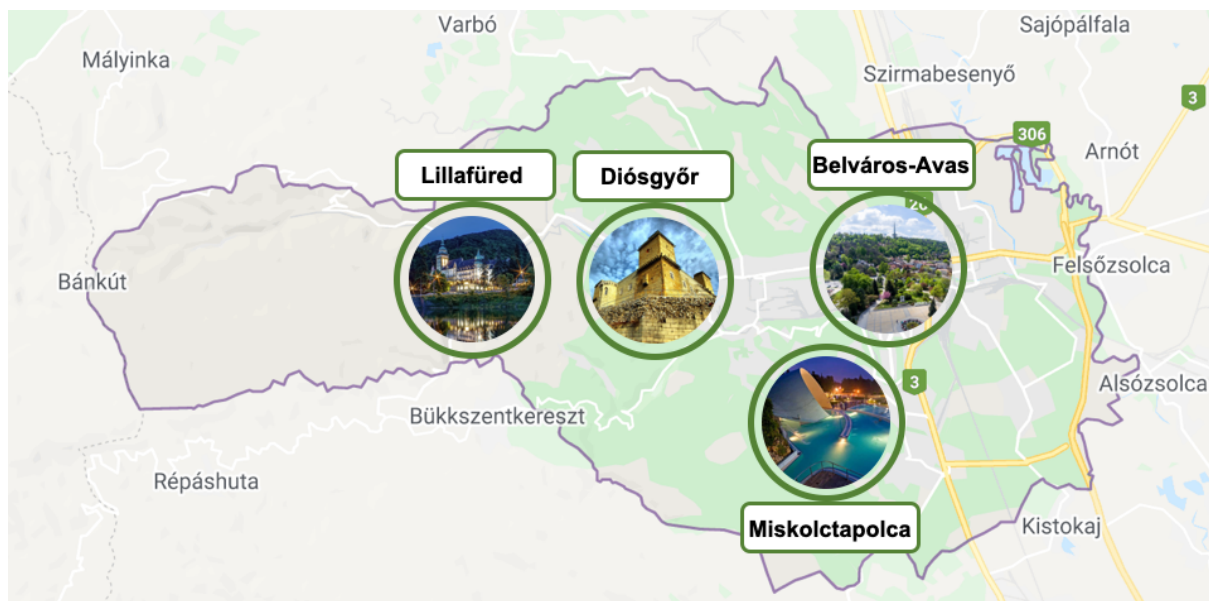 Varbó
Sajópálfala
Mályinka
Szirmabesenyő
3
306
Arnót
Lillafüred
Diósgyőr
Belváros-Avas
26
Bánkút
Felsőzsolca
3
Alsózsolca
Bükkszentkereszt
Répáshuta
Miskolctapolca
Kistokaj